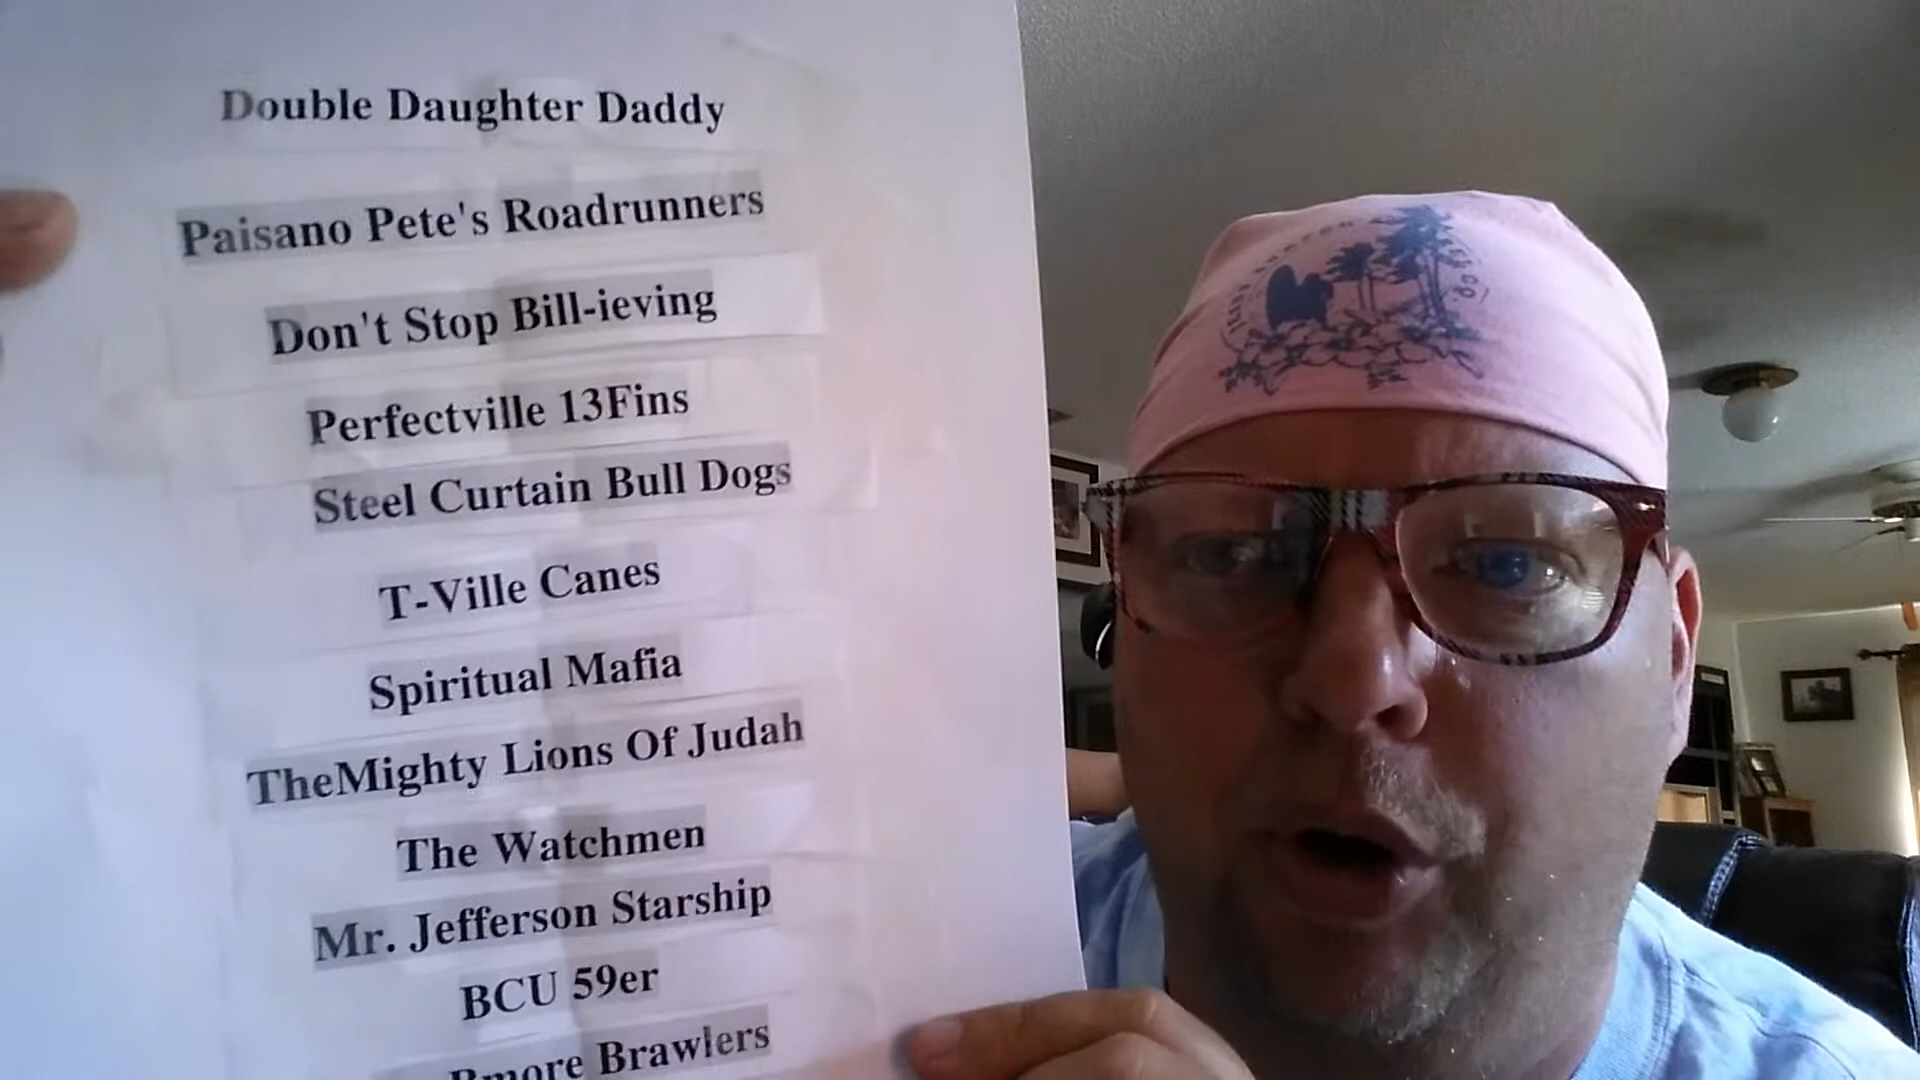 Double Daughter Daddy
Paisano Pete's Roadrunners
Don't Stop Bill-ieving
Perfectville 13Fins
Steel Curtain Bull Dogs
T-Ville Canes
Spiritual Mafia
TheMighty Lions Of Judah
The Watchmen
Mr. Jefferson Starship
BCU 59er
Bmore Brawlers